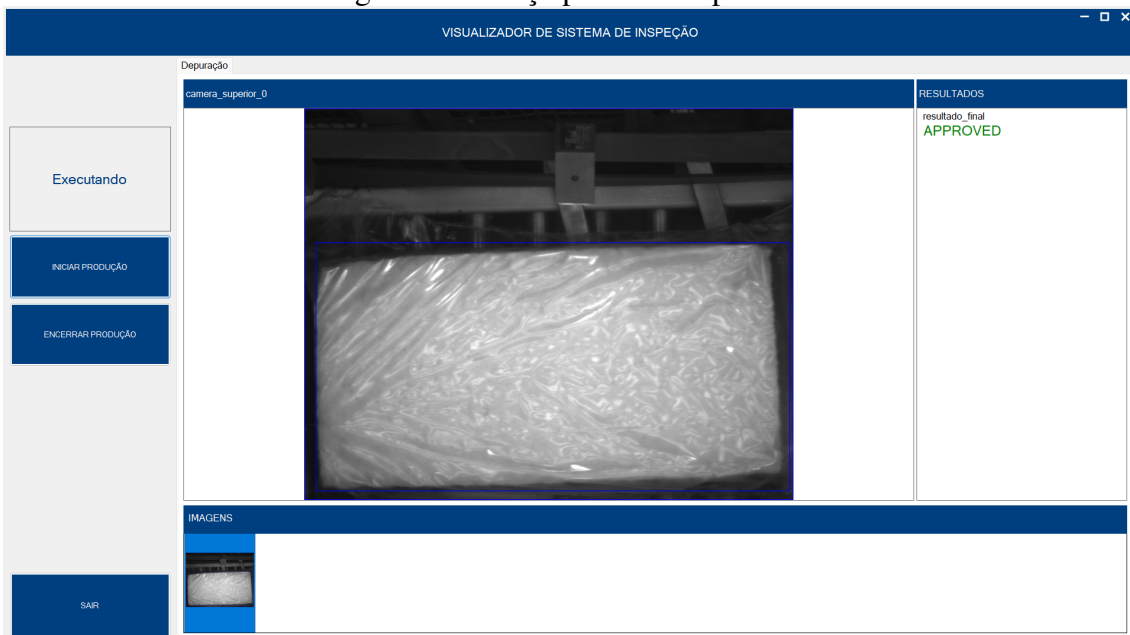 VISUALIZADOR DE SISTEMA DE INSPEÇÃO
Depuração
camera_superior_0
RESULTADOS
resultado_final
APPROVED
Executando
INICIAR PRODUÇÃO
ENCERRAR PRODUÇÃO
IMAGENS
SAIR